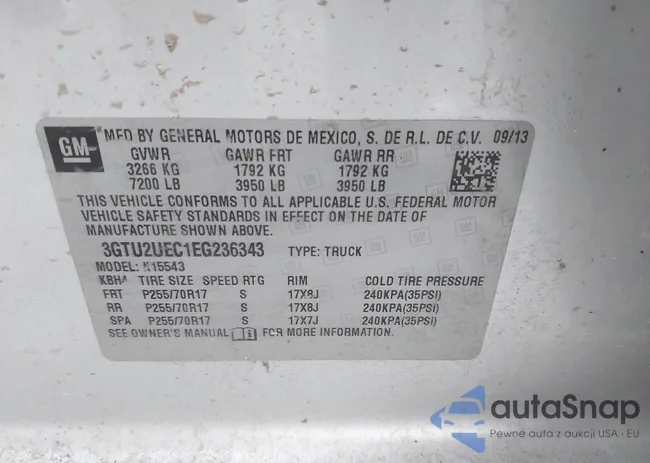 GM
MFD BY GENERAL MOTORS DE MEXICO, S. DE R.L. DE C.V. 09/13
GVWR GAWR FRT GAWR RR
3266 KG 1792 KG 1792 KG
7200 LB 3950 LB 3950 LB
THIS VEHICLE CONFORMS TO ALL APPLICABLE U.S. FEDERAL MOTOR
VEHICLE SAFETY STANDARDS IN EFFECT ON THE DATE OF
MANUFACTURE SHOWN ABOVE.
3GTU2UEC1EG236343 TYPE: TRUCK
MODEL: K15543
KBH4 TIRE SIZE SPEED RTG RIM COLD TIRE PRESSURE
FRT P255/70R17 S 17X8J 240KPA(35PSI)
RR P255/70R17 S 17X8J 240KPA(35PSI)
SPA P255/70R17 S 17X7J 240KPA(35PSI)
SEE OWNER'S MANUAL FOR MORE INFORMATION.
autaSnap
Pewne auta z aukcji USA • EU